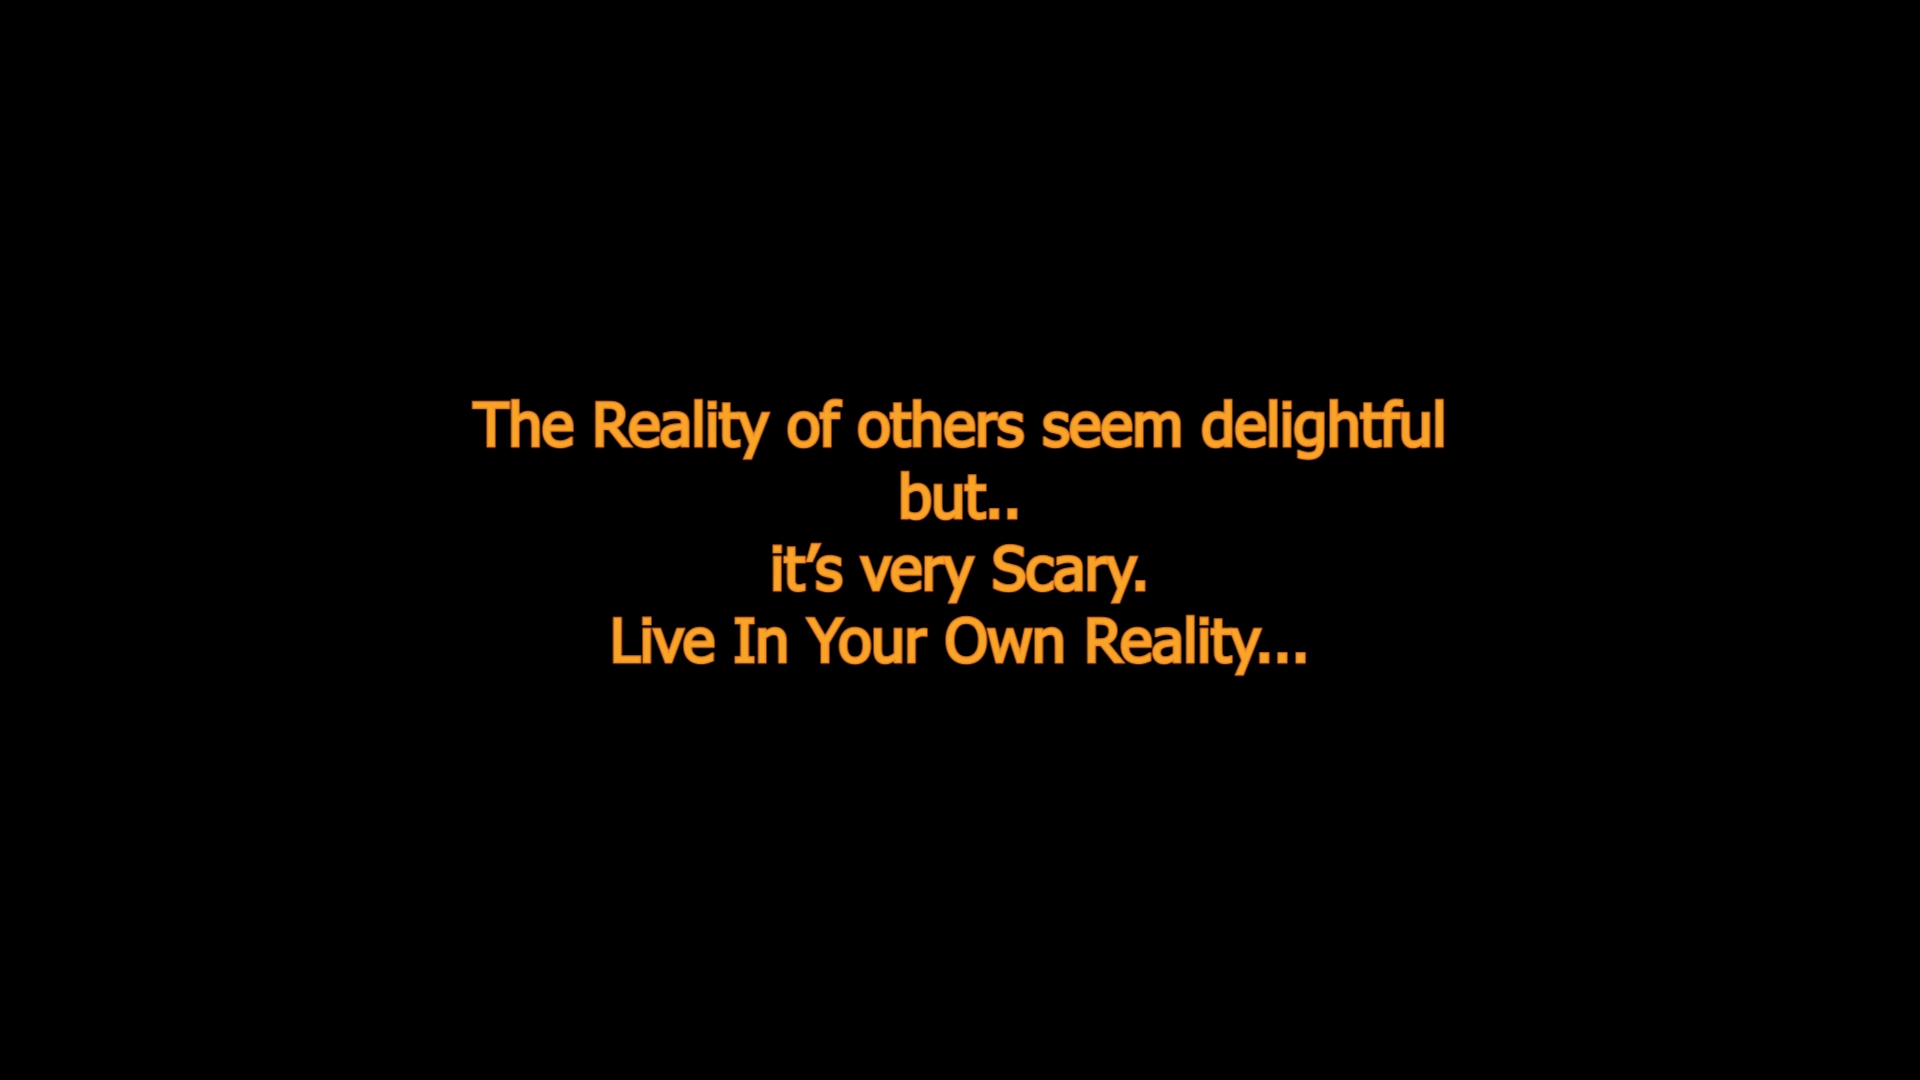 The Reality of others seem delightful
but..
it’s very Scary.
Live In Your Own Reality...